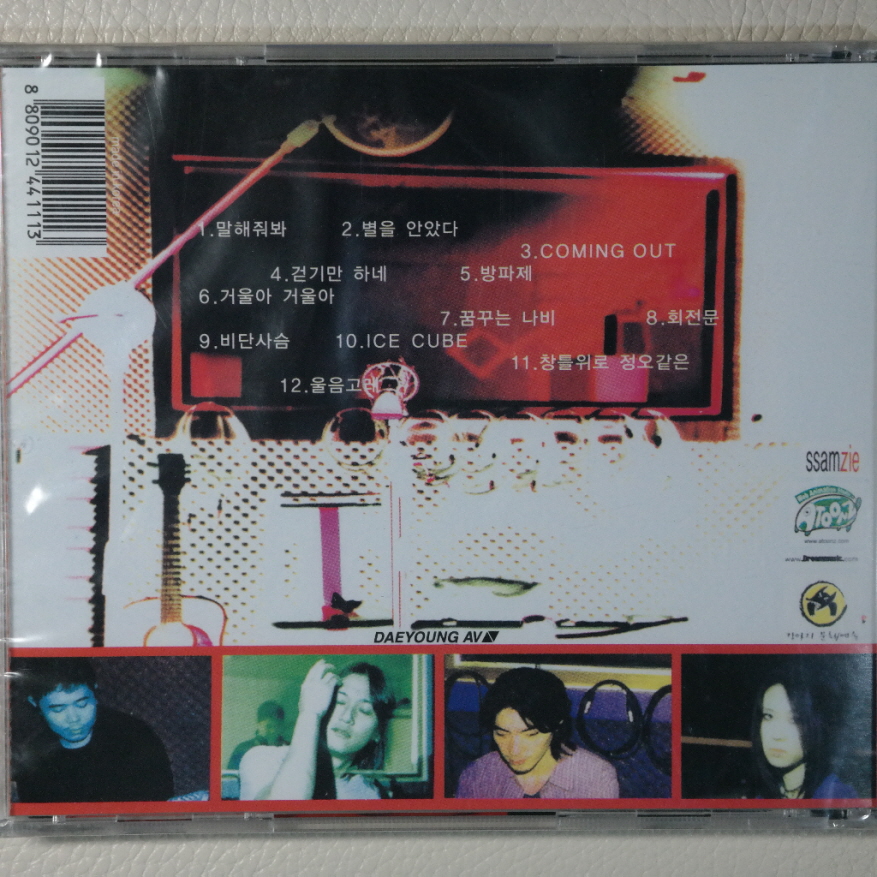 8 809012 441113
1.말해줘봐
2.별을 안았다
3.COMING OUT
4.걷기만 하네
5.방파제
6.거울아 거울아
7.꿈꾸는 나비
8.회전문
9.비단사슴
10.ICE CUBE
11.창틀위로 정오같은
12.울음고래
ssamzie
DAEYOUNG AV